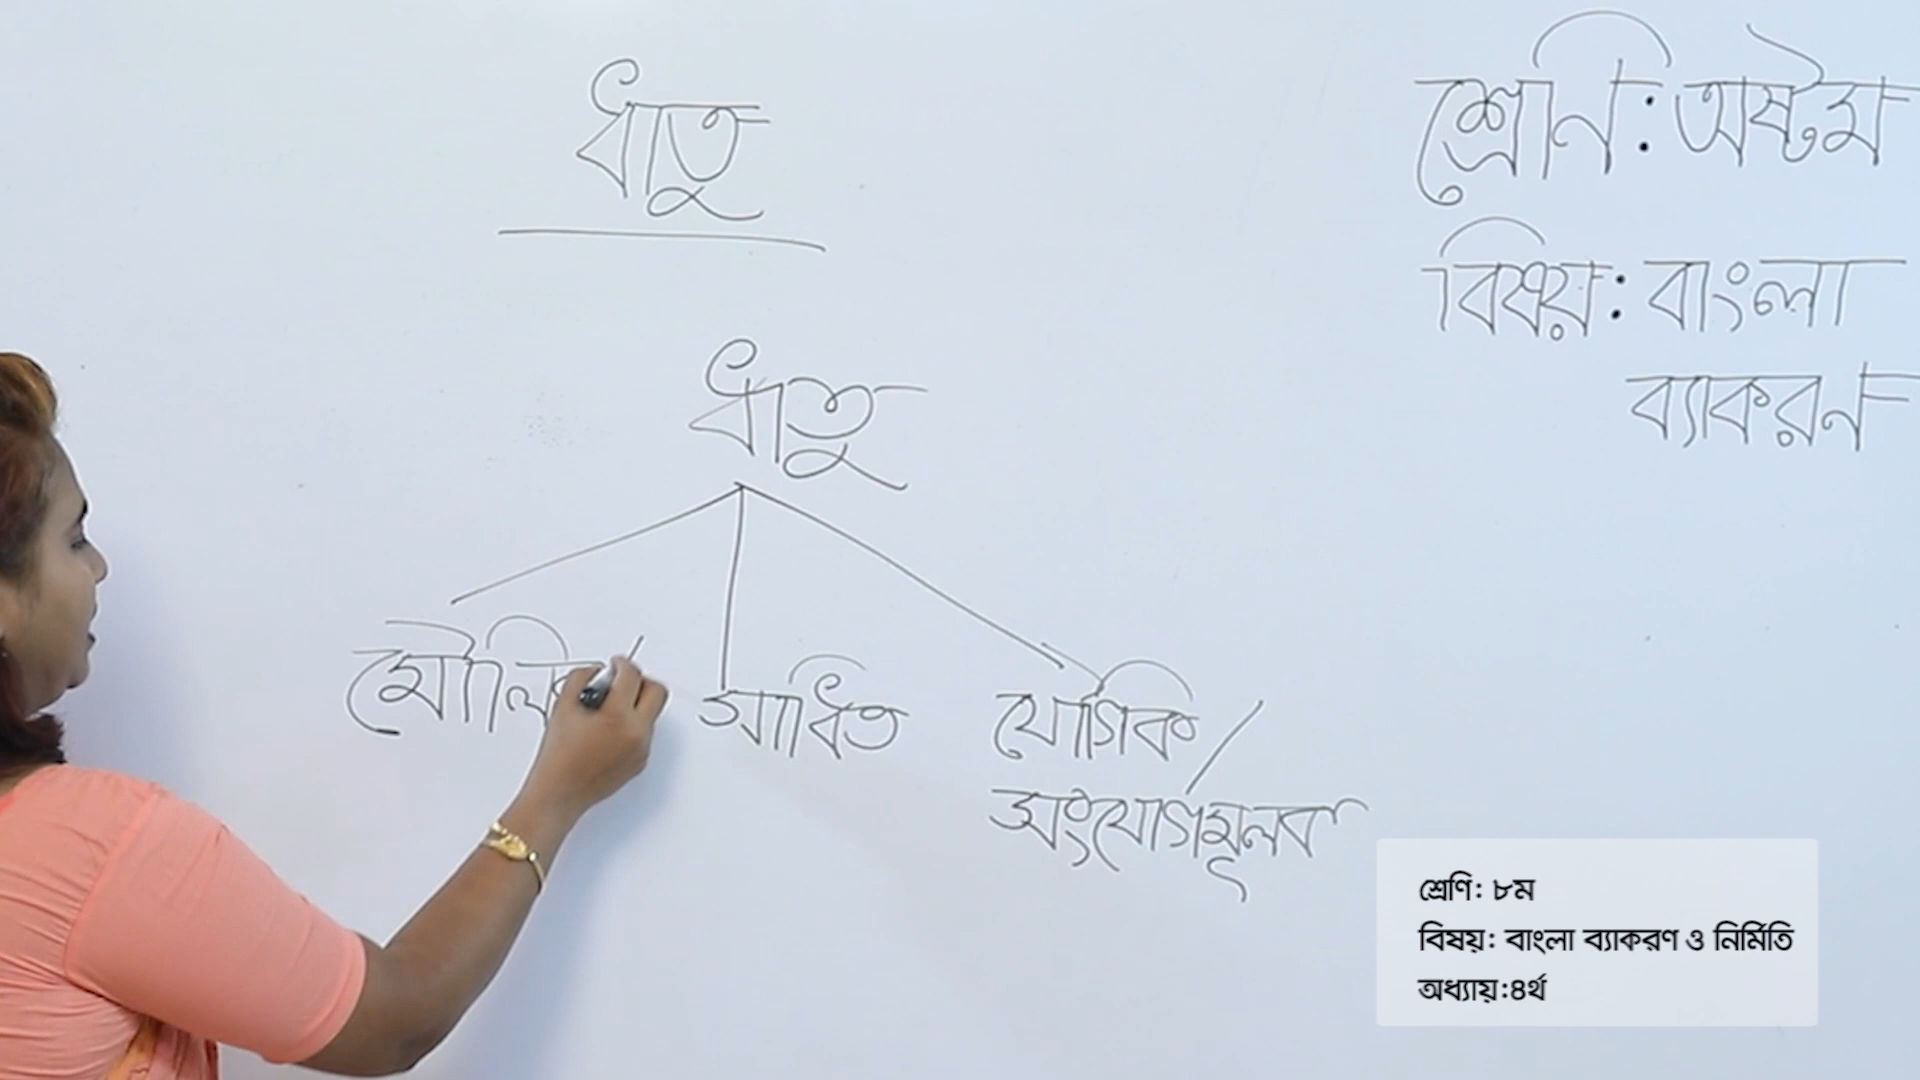 ধাতু
শ্রেণি: অষ্টম
বিষয়: বাংলা
ব্যাকরণ
ধাতু
সাধিত
যৌগিক/
সংযোগমূলক
শ্রেণি: ৮ম
বিষয়: বাংলা ব্যাকরণ ও নির্মিতি
অধ্যায়:৪র্থ